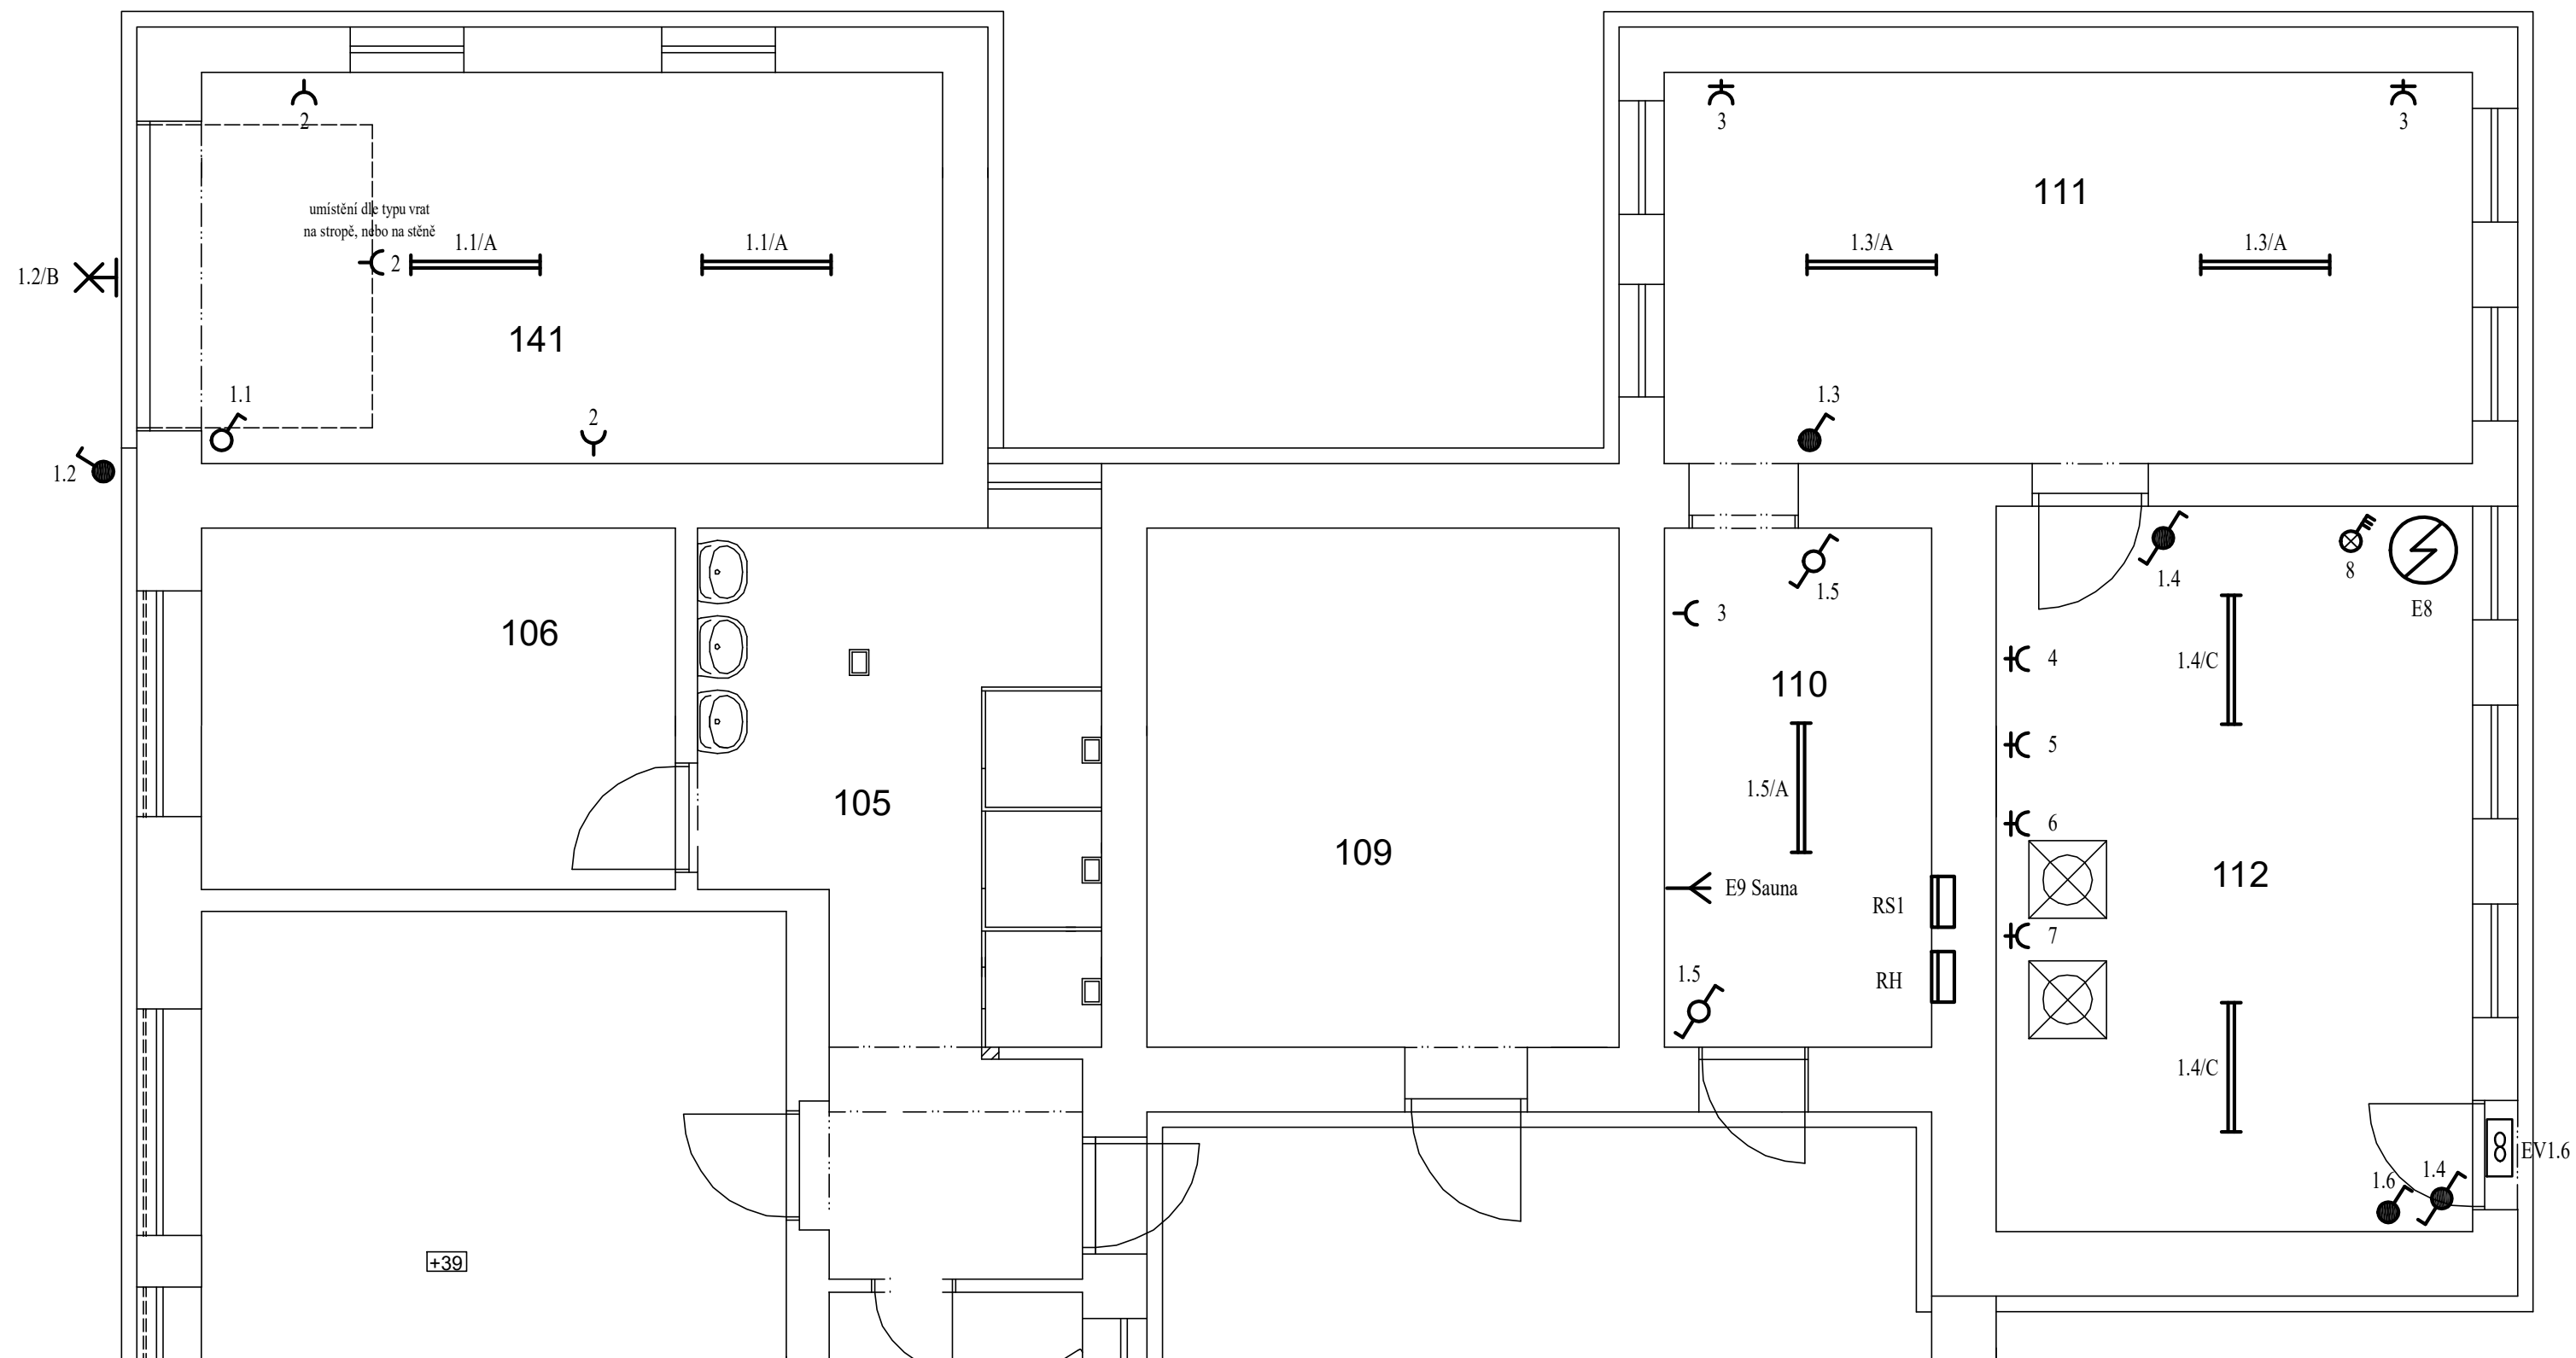 2
3
3
111
umístění dle typu vrat
na stropě, nebo na stěně
1.1/A
1.1/A
1.3/A
1.3/A
2
1.2/B
141
1.1
1.3
2
1.2
1.5
1.4
8
E8
3
106
4
1.4/C
110
5
1.5/A
105
6
109
112
E9 Sauna
RS1
7
1.5
RH
1.4/C
EV1.6
1.6
1.4
+39